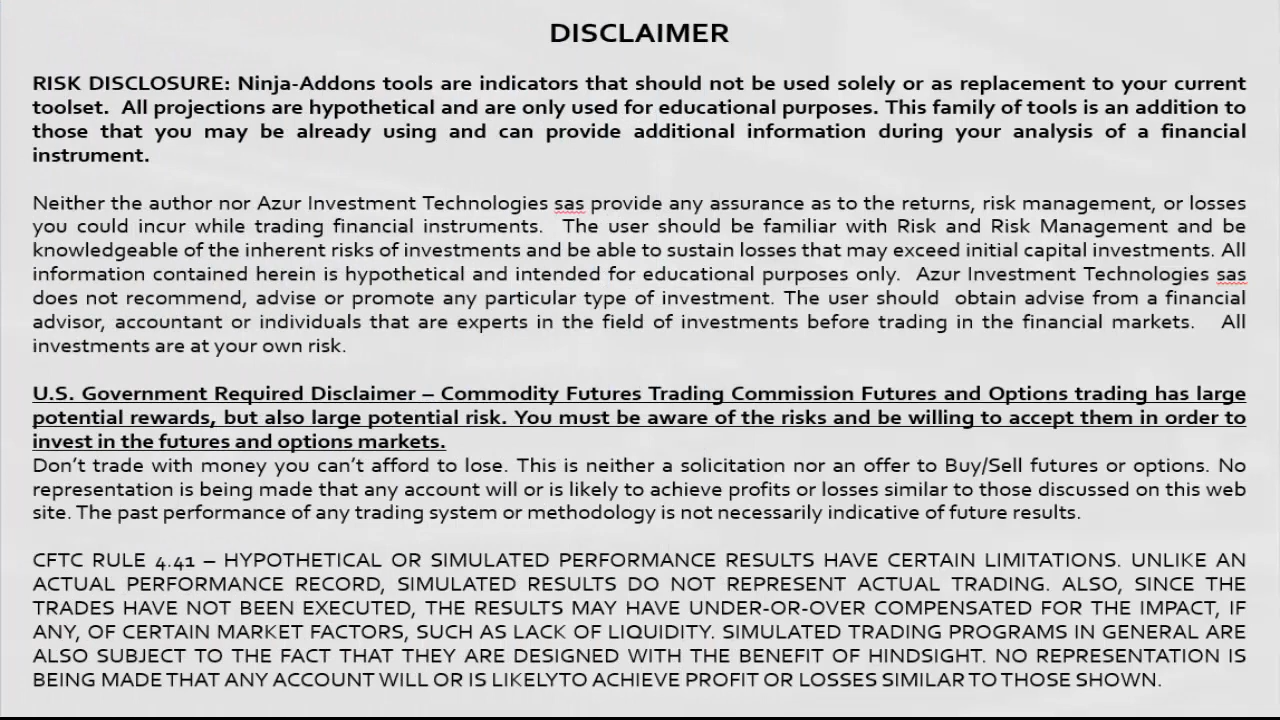 DISCLAIMER
RISK DISCLOSURE: Ninja-Addons tools are indicators that should not be used solely or as replacement to your current
toolset. All projections are hypothetical and are only used for educational purposes. This family of tools is an addition to
those that you may be already using and can provide additional information during your analysis of a financial
instrument.
Neither the author nor Azur Investment Technologies sas provide any assurance as to the returns, risk management, or losses
you could incur while trading financial instruments. The user should be familiar with Risk and Risk Management and be
knowledgeable of the inherent risks of investments and be able to sustain losses that may exceed initial capital investments. All
information contained herein is hypothetical and intended for educational purposes only. Azur Investment Technologies sas
does not recommend, advise or promote any particular type of investment. The user should obtain advise from a financial
advisor, accountant or individuals that are experts in the field of investments before trading in the financial markets. All
investments are at your own risk.
U.S. Government Required Disclaimer – Commodity Futures Trading Commission Futures and Options trading has large
potential rewards, but also large potential risk. You must be aware of the risks and be willing to accept them in order to
invest in the futures and options markets.
Don't trade with money you can't afford to lose. This is neither a solicitation nor an offer to Buy/Sell futures or options. No
representation is being made that any account will or is likely to achieve profits or losses similar to those discussed on this web
site. The past performance of any trading system or methodology is not necessarily indicative of future results.
CFTC RULE 4.41 – HYPOTHETICAL OR SIMULATED PERFORMANCE RESULTS HAVE CERTAIN LIMITATIONS. UNLIKE AN
ACTUAL PERFORMANCE RECORD, SIMULATED RESULTS DO NOT REPRESENT ACTUAL TRADING. ALSO, SINCE THE
TRADES HAVE NOT BEEN EXECUTED, THE RESULTS MAY HAVE UNDER-OR-OVER COMPENSATED FOR THE IMPACT, IF
ANY, OF CERTAIN MARKET FACTORS, SUCH AS LACK OF LIQUIDITY. SIMULATED TRADING PROGRAMS IN GENERAL ARE
ALSO SUBJECT TO THE FACT THAT THEY ARE DESIGNED WITH THE BENEFIT OF HINDSIGHT. NO REPRESENTATION IS
BEING MADE THAT ANY ACCOUNT WILL OR IS LIKELY TO ACHIEVE PROFIT OR LOSSES SIMILAR TO THOSE SHOWN.